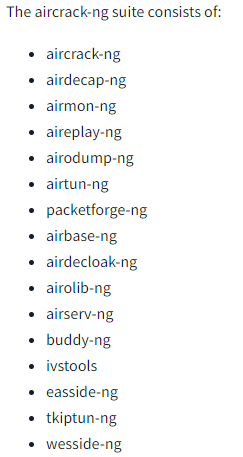 The aircrack-ng suite consists of:
aircrack-ng
airdecap-ng
airmon-ng
aireplay-ng
airodump-ng
airtun-ng
packetforge-ng
airbase-ng
airdecloak-ng
airolib-ng
airserv-ng
buddy-ng
ivstools
easside-ng
tkiptun-ng
wesside-ng